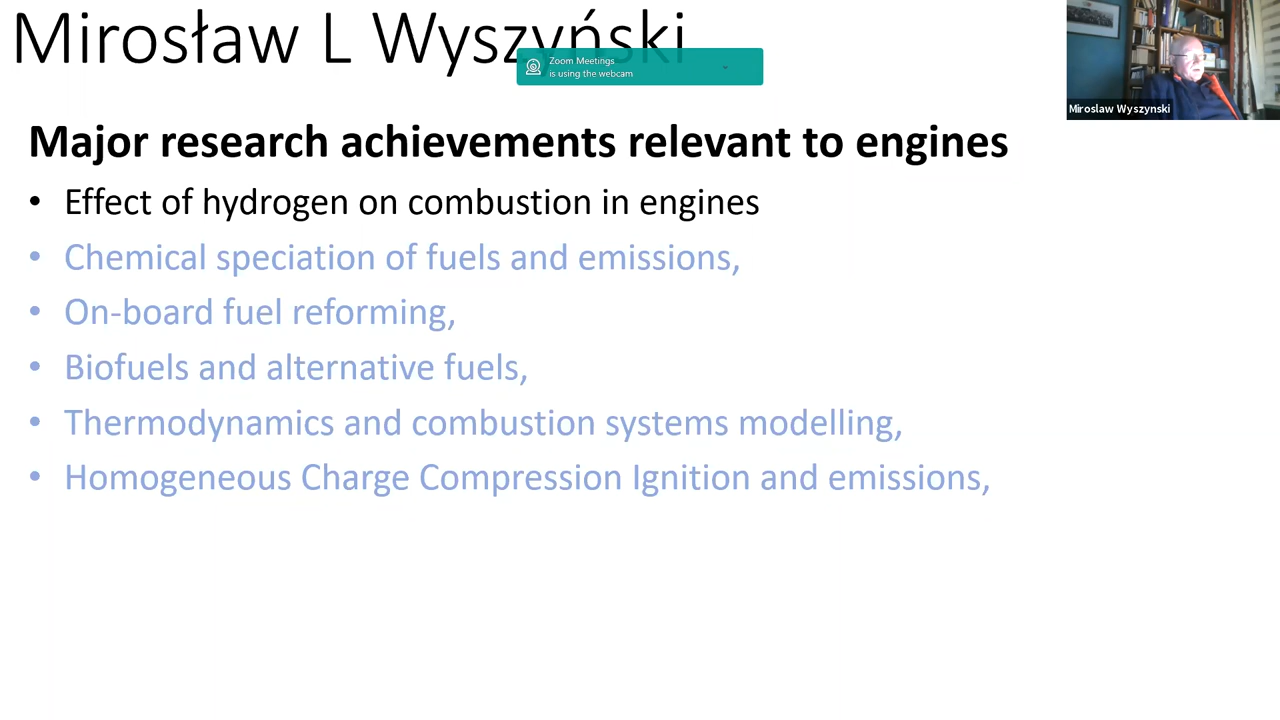 Mirosław L Wyszyński
Zoom Meetings
is using the webcam
Miroslaw Wyszynski
Major research achievements relevant to engines
• Effect of hydrogen on combustion in engines
• Chemical speciation of fuels and emissions,
• On-board fuel reforming,
• Biofuels and alternative fuels,
• Thermodynamics and combustion systems modelling,
• Homogeneous Charge Compression Ignition and emissions,